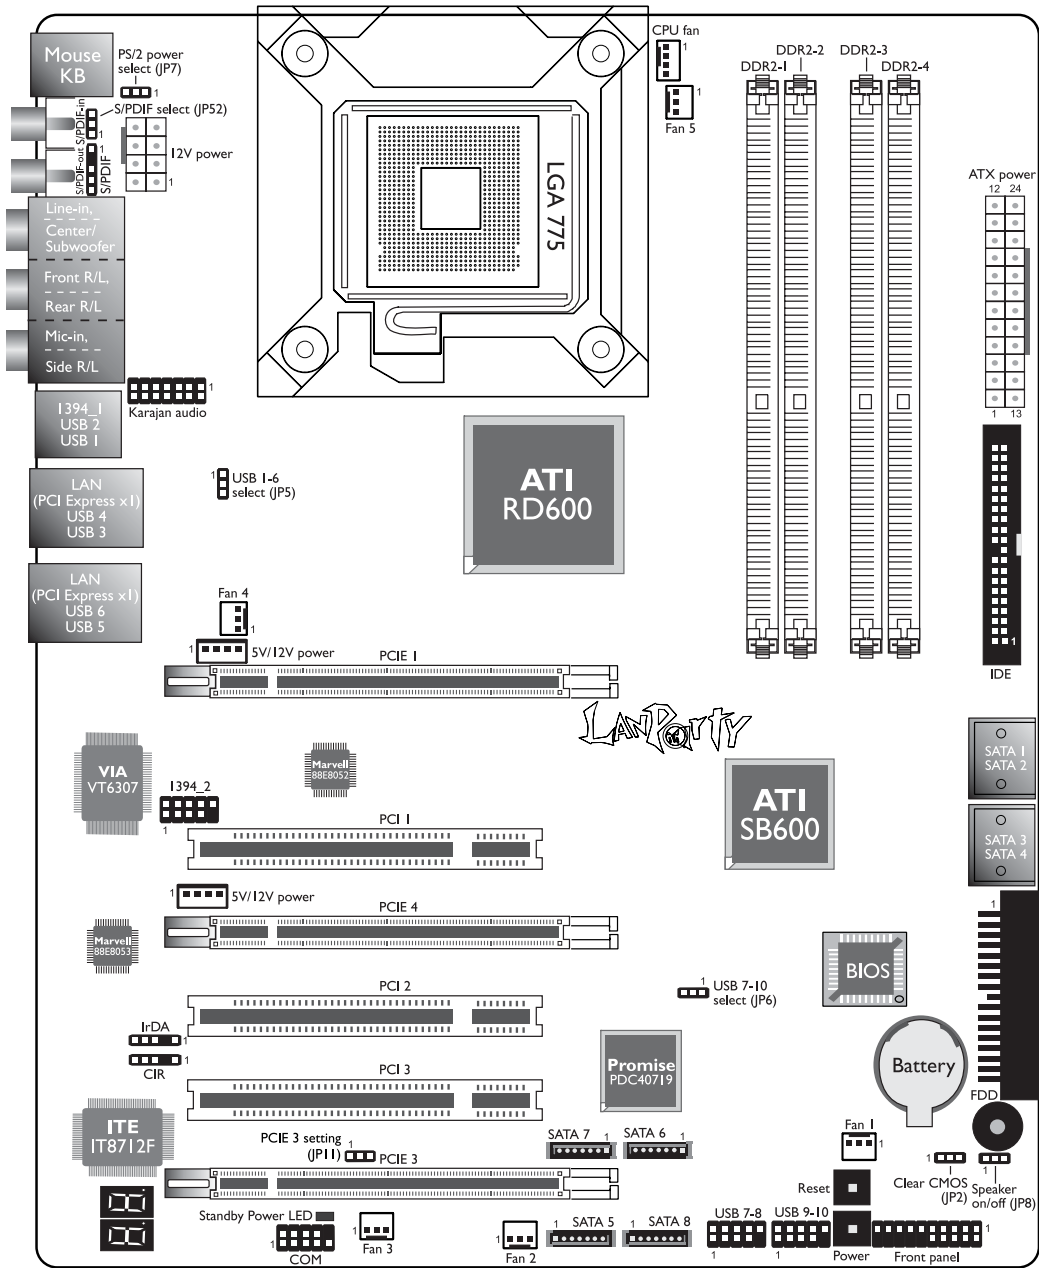 CPU fan
1
DDR2-1
DDR2-2
DDR2-3
DDR2-4
Mouse
KB
PS/2 power
select (JP7)
1
S/PDIF select (JP52)
S/PDIF-in
1
S/PDIF-out
1
S/PDIF
12V power
1
1
Fan 5
LGA 775
ATX power
12 24
1 13
Line-in,
Center/
Subwoofer
Front R/L,
Rear R/L
Mic-in,
Side R/L
1
Karajan audio
1394_1
USB 2
USB 1
1
USB 1-6
select (JP5)
ATI
RD600
LAN
(PCI Express x1)
USB 4
USB 3
LAN
(PCI Express x1)
USB 6
USB 5
Fan 4
1
1
5V/12V power
PCIE 1
1
IDE
LANPARTY
SATA 1
SATA 2
VIA
VT6307
Marvell
88E8052
1394_2
1
ATI
SB600
PCI 1
SATA 3
SATA 4
1
5V/12V power
PCIE 4
1
Marvell
88E8053
BIOS
PCI 2
1
USB 7-10
select (JP6)
IrDA
1
1
CIR
Promise
PDC40719
Battery
PCI 3
FDD
ITE
IT8712F
PCIE 3 setting
(JP11)
1
PCIE 3
SATA 7
1
SATA 6
1
Fan 1
1
1
Clear CMOS
(JP2)
1
Speaker
on/off (JP8)
Reset
Standby Power LED
1
COM
1
Fan 3
1
Fan 2
1
SATA 5
1
SATA 8
USB 7-8
1
USB 9-10
1
Power
1
Front panel